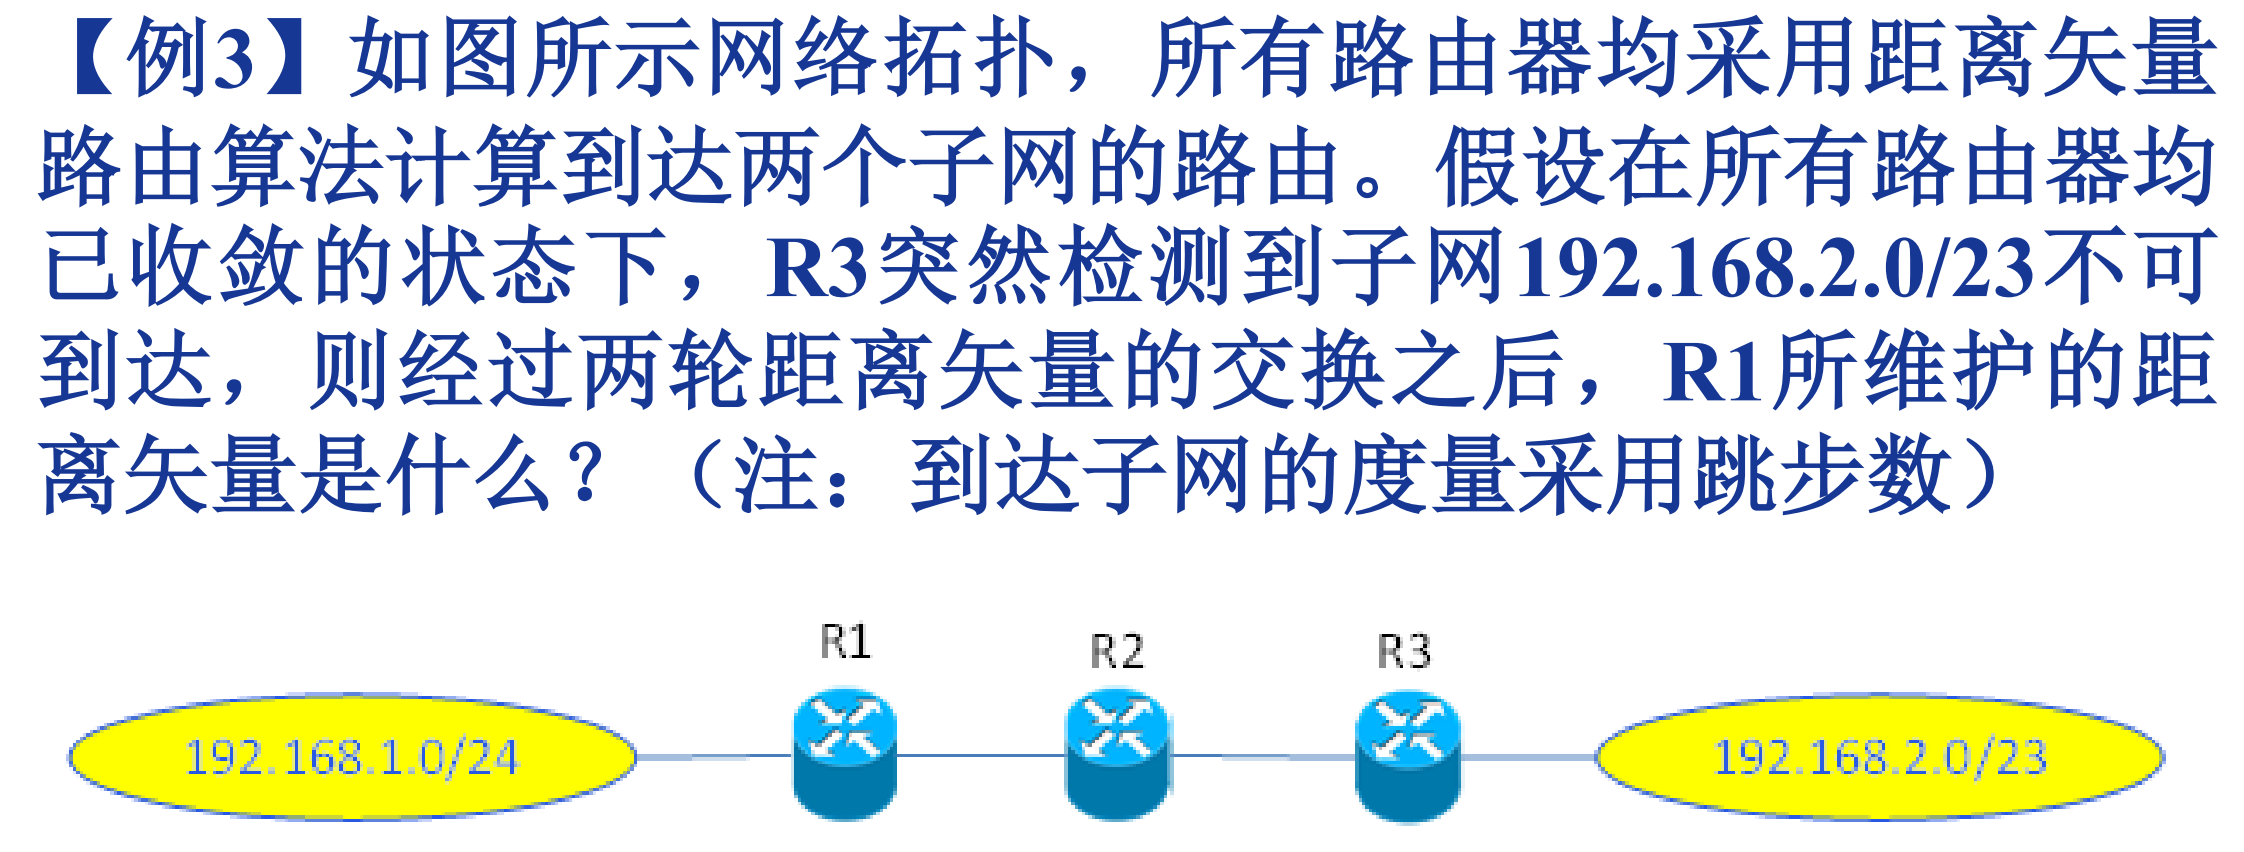 【例3】如图所示网络拓扑，所有路由器均采用距离矢量
路由算法计算到达两个子网的路由。假设在所有路由器均
已收敛的状态下，R3突然检测到子网192.168.2.0/23不可
到达，则经过两轮距离矢量的交换之后，R1所维护的距
离矢量是什么？（注：到达子网的度量采用跳步数）
R1
R2
R3
192.168.1.0/24
192.168.2.0/23